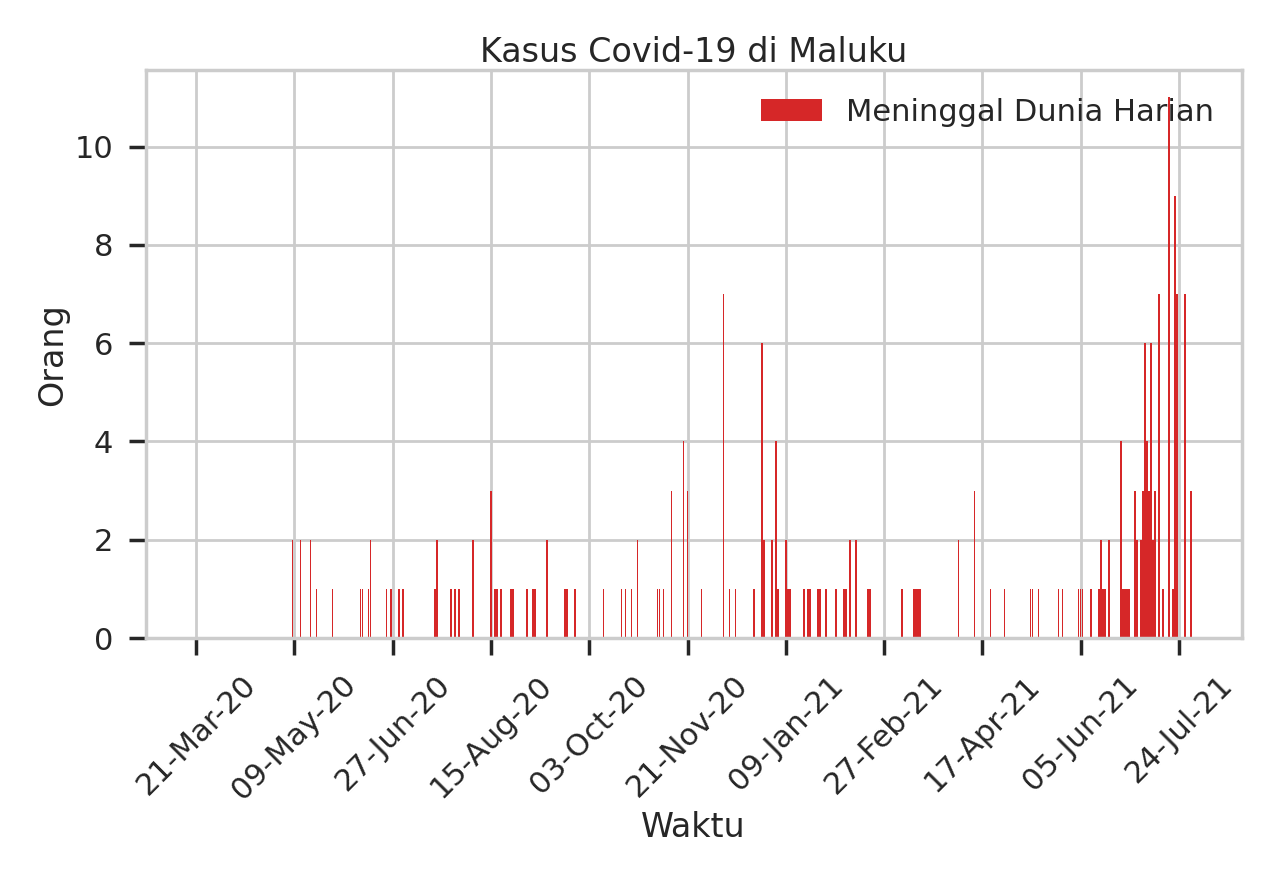 Kasus Covid-19 di Maluku
Meninggal Dunia Harian
Orang
10
8
6
4
2
0
21-Mar-20
09-May-20
27-Jun-20
15-Aug-20
03-Oct-20
21-Nov-20
09-Jan-21
27-Feb-21
17-Apr-21
05-Jun-21
24-Jul-21
Waktu